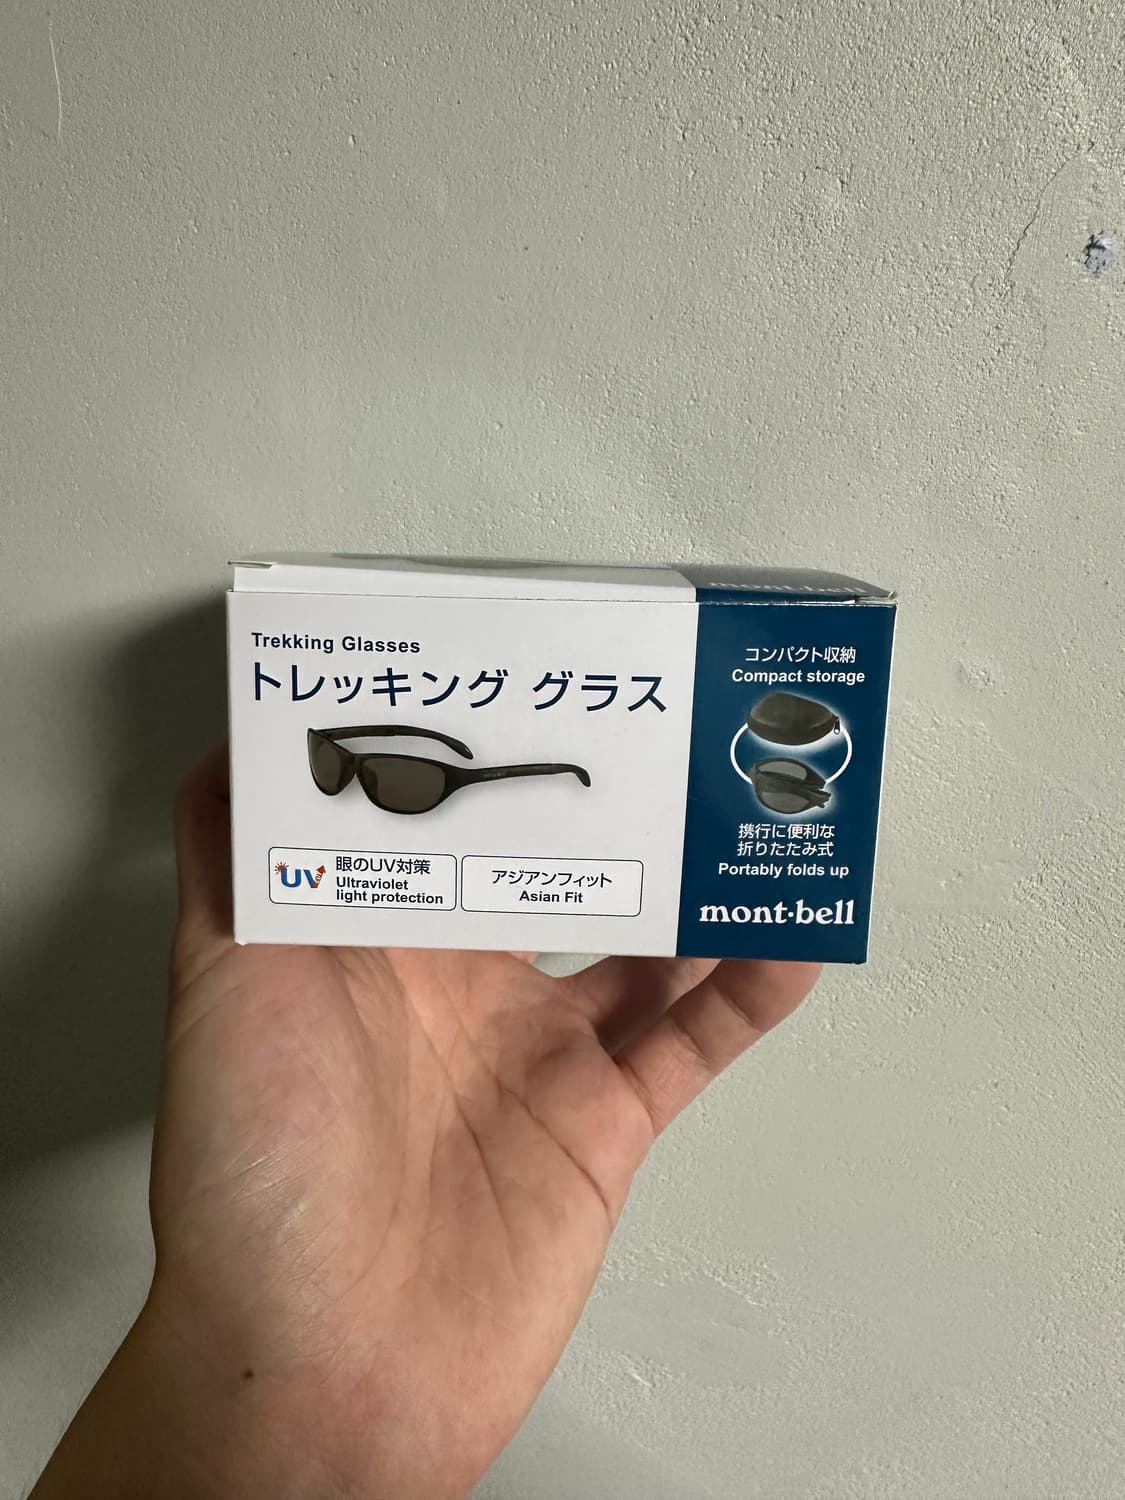 mont·bell
Trekking Glasses
トレッキング グラス
UV
眼のUV対策
Ultraviolet
light protection
アジアンフィット
Asian Fit
コンパクト収納
Compact storage
携行に便利な
折りたたみ式
Portably folds up
mont·bell